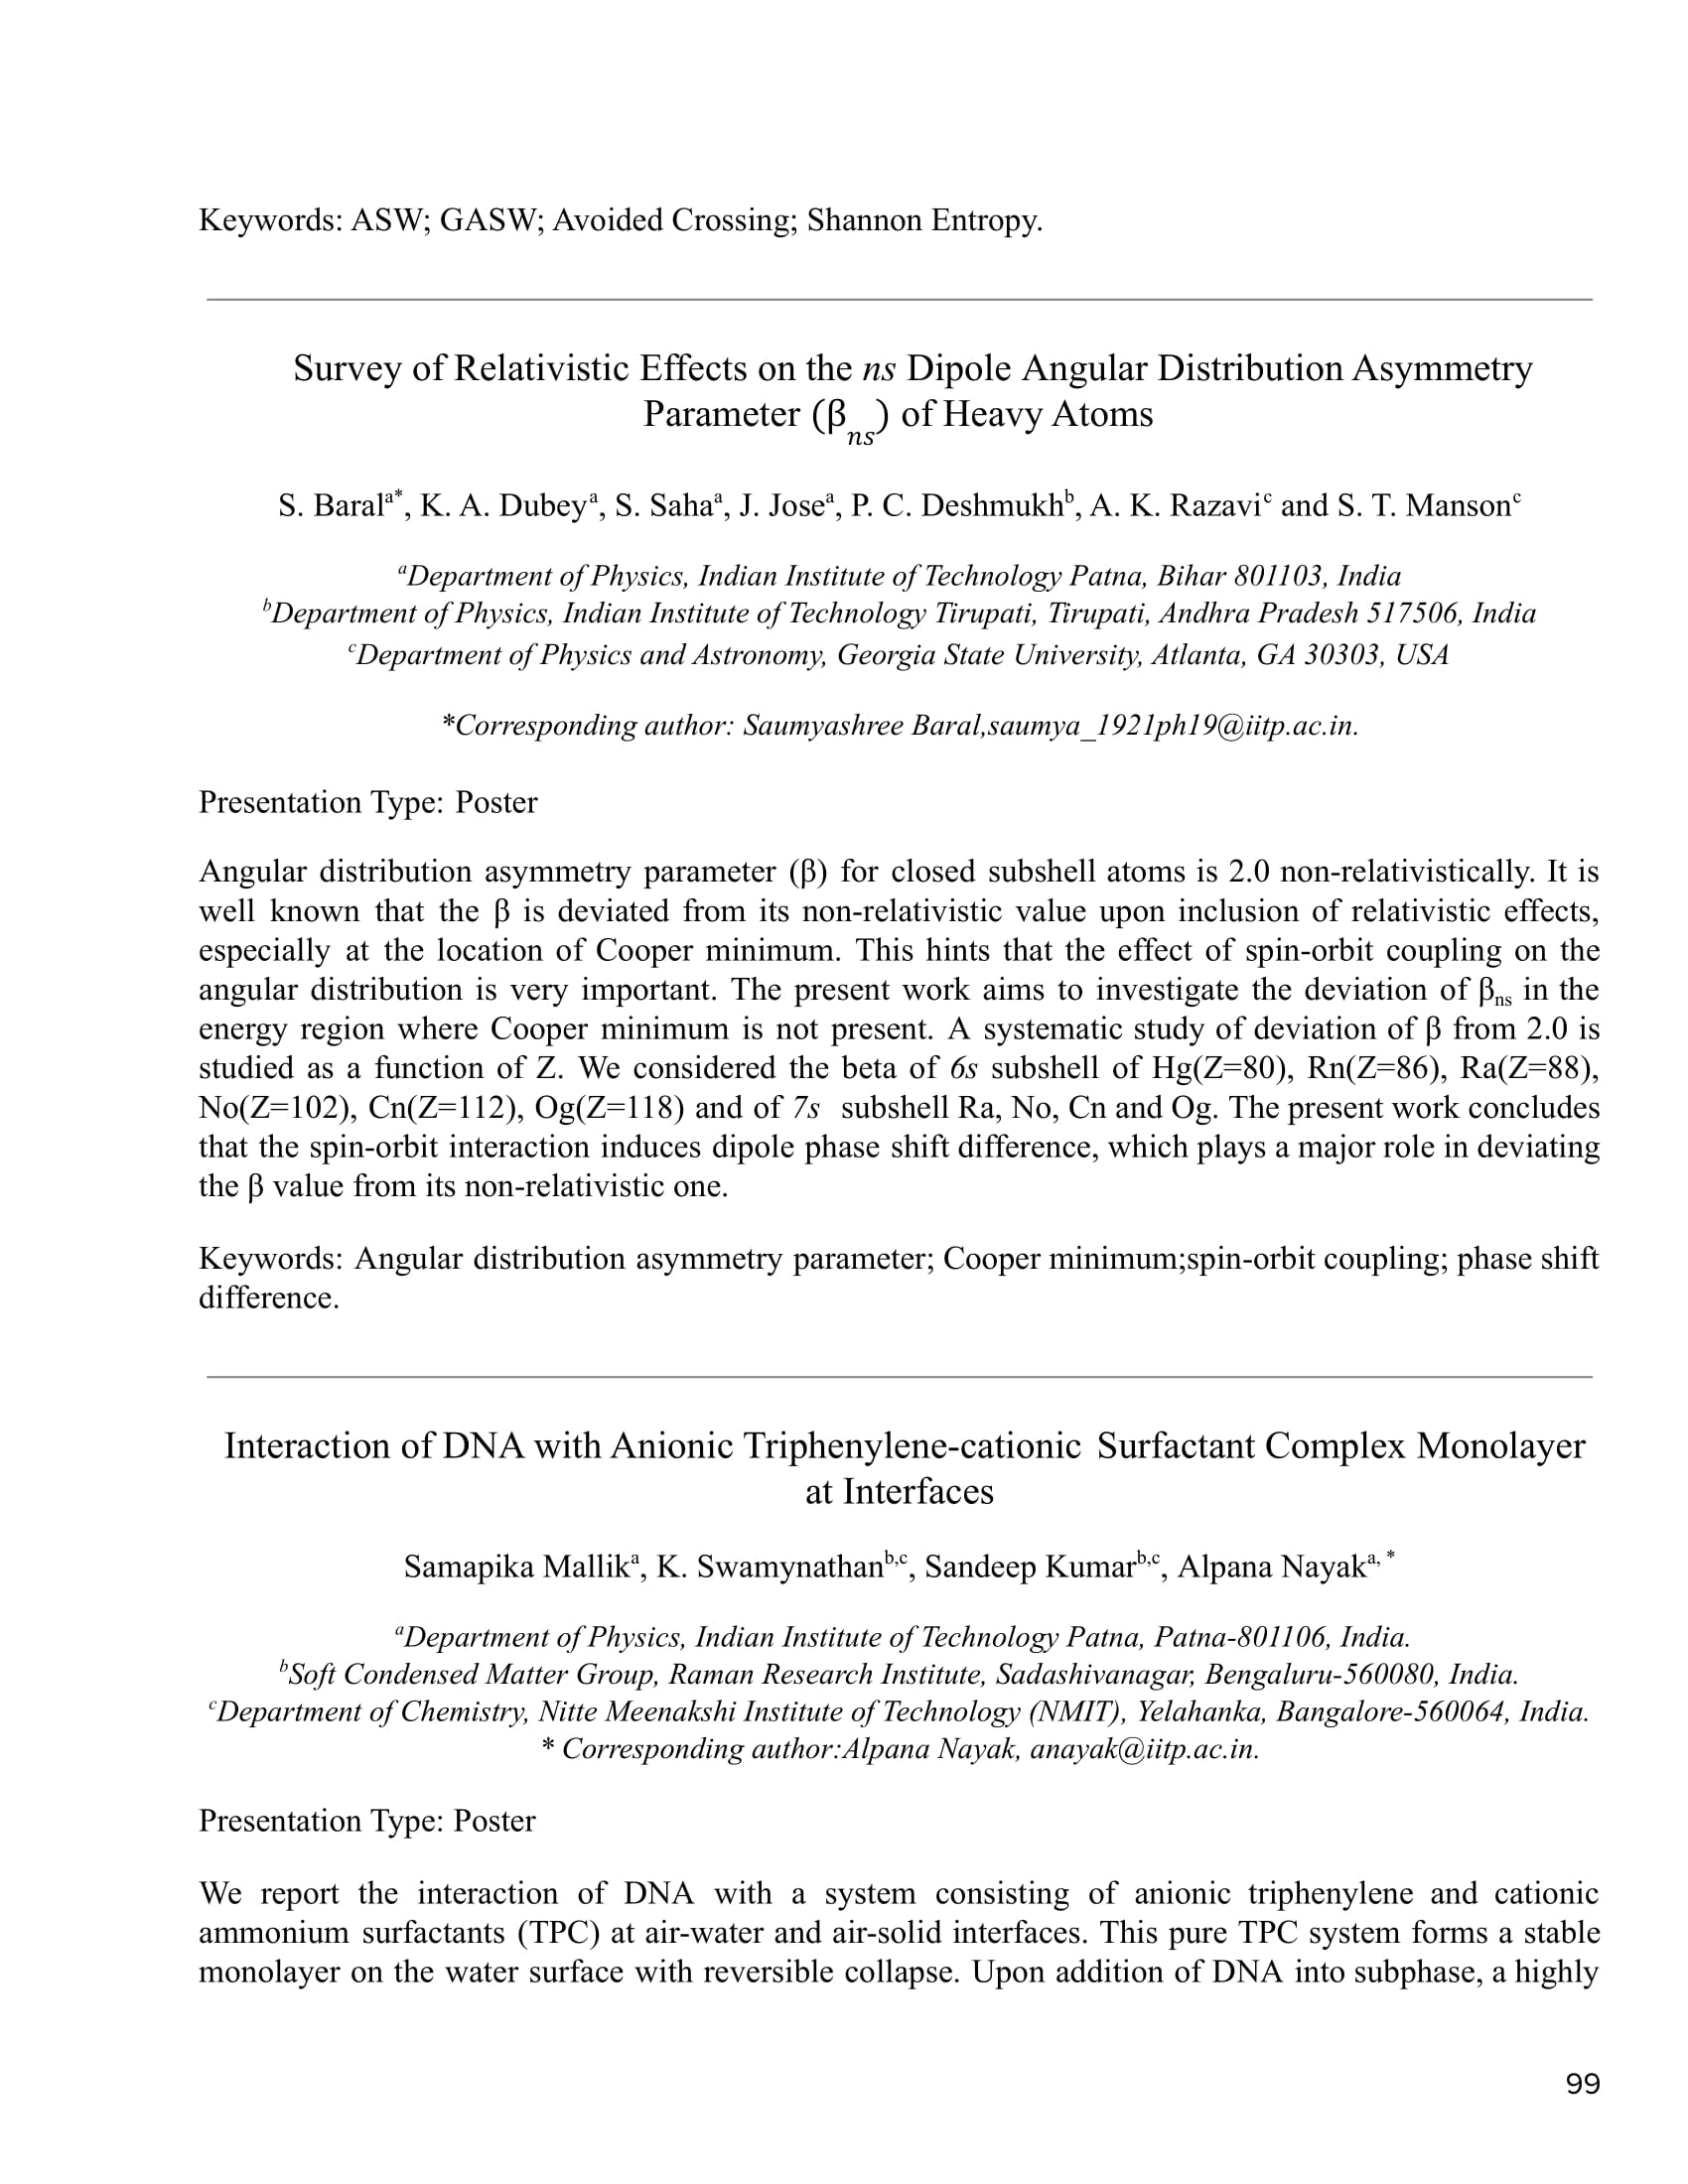 Keywords: ASW; GASW; Avoided Crossing; Shannon Entropy.
Survey of Relativistic Effects on the ns Dipole Angular Distribution Asymmetry
Parameter (β_ns) of Heavy Atoms
S. Baral^a*, K. A. Dubey^a, S. Saha^a, J. Jose^a, P. C. Deshmukh^b, A. K. Razavi^c and S. T. Manson^c
^aDepartment of Physics, Indian Institute of Technology Patna, Bihar 801103, India
^bDepartment of Physics, Indian Institute of Technology Tirupati, Tirupati, Andhra Pradesh 517506, India
^cDepartment of Physics and Astronomy, Georgia State University, Atlanta, GA 30303, USA
*Corresponding author: Saumyashree Baral,saumya_1921ph19@iitp.ac.in.
Presentation Type: Poster
Angular distribution asymmetry parameter (β) for closed subshell atoms is 2.0 non-relativistically. It is
well known that the β is deviated from its non-relativistic value upon inclusion of relativistic effects,
especially at the location of Cooper minimum. This hints that the effect of spin-orbit coupling on the
angular distribution is very important. The present work aims to investigate the deviation of β_ns in the
energy region where Cooper minimum is not present. A systematic study of deviation of β from 2.0 is
studied as a function of Z. We considered the beta of 6s subshell of Hg(Z=80), Rn(Z=86), Ra(Z=88),
No(Z=102), Cn(Z=112), Og(Z=118) and of 7s subshell Ra, No, Cn and Og. The present work concludes
that the spin-orbit interaction induces dipole phase shift difference, which plays a major role in deviating
the β value from its non-relativistic one.
Keywords: Angular distribution asymmetry parameter; Cooper minimum;spin-orbit coupling; phase shift
difference.
Interaction of DNA with Anionic Triphenylene-cationic Surfactant Complex Monolayer
at Interfaces
Samapika Mallik^a, K. Swamynathan^b,c, Sandeep Kumar^b,c, Alpana Nayak^a, *
^aDepartment of Physics, Indian Institute of Technology Patna, Patna-801106, India.
^bSoft Condensed Matter Group, Raman Research Institute, Sadashivanagar, Bengaluru-560080, India.
^cDepartment of Chemistry, Nitte Meenakshi Institute of Technology (NMIT), Yelahanka, Bangalore-560064, India.
* Corresponding author:Alpana Nayak, anayak@iitp.ac.in.
Presentation Type: Poster
We report the interaction of DNA with a system consisting of anionic triphenylene and cationic
ammonium surfactants (TPC) at air-water and air-solid interfaces. This pure TPC system forms a stable
monolayer on the water surface with reversible collapse. Upon addition of DNA into subphase, a highly
99